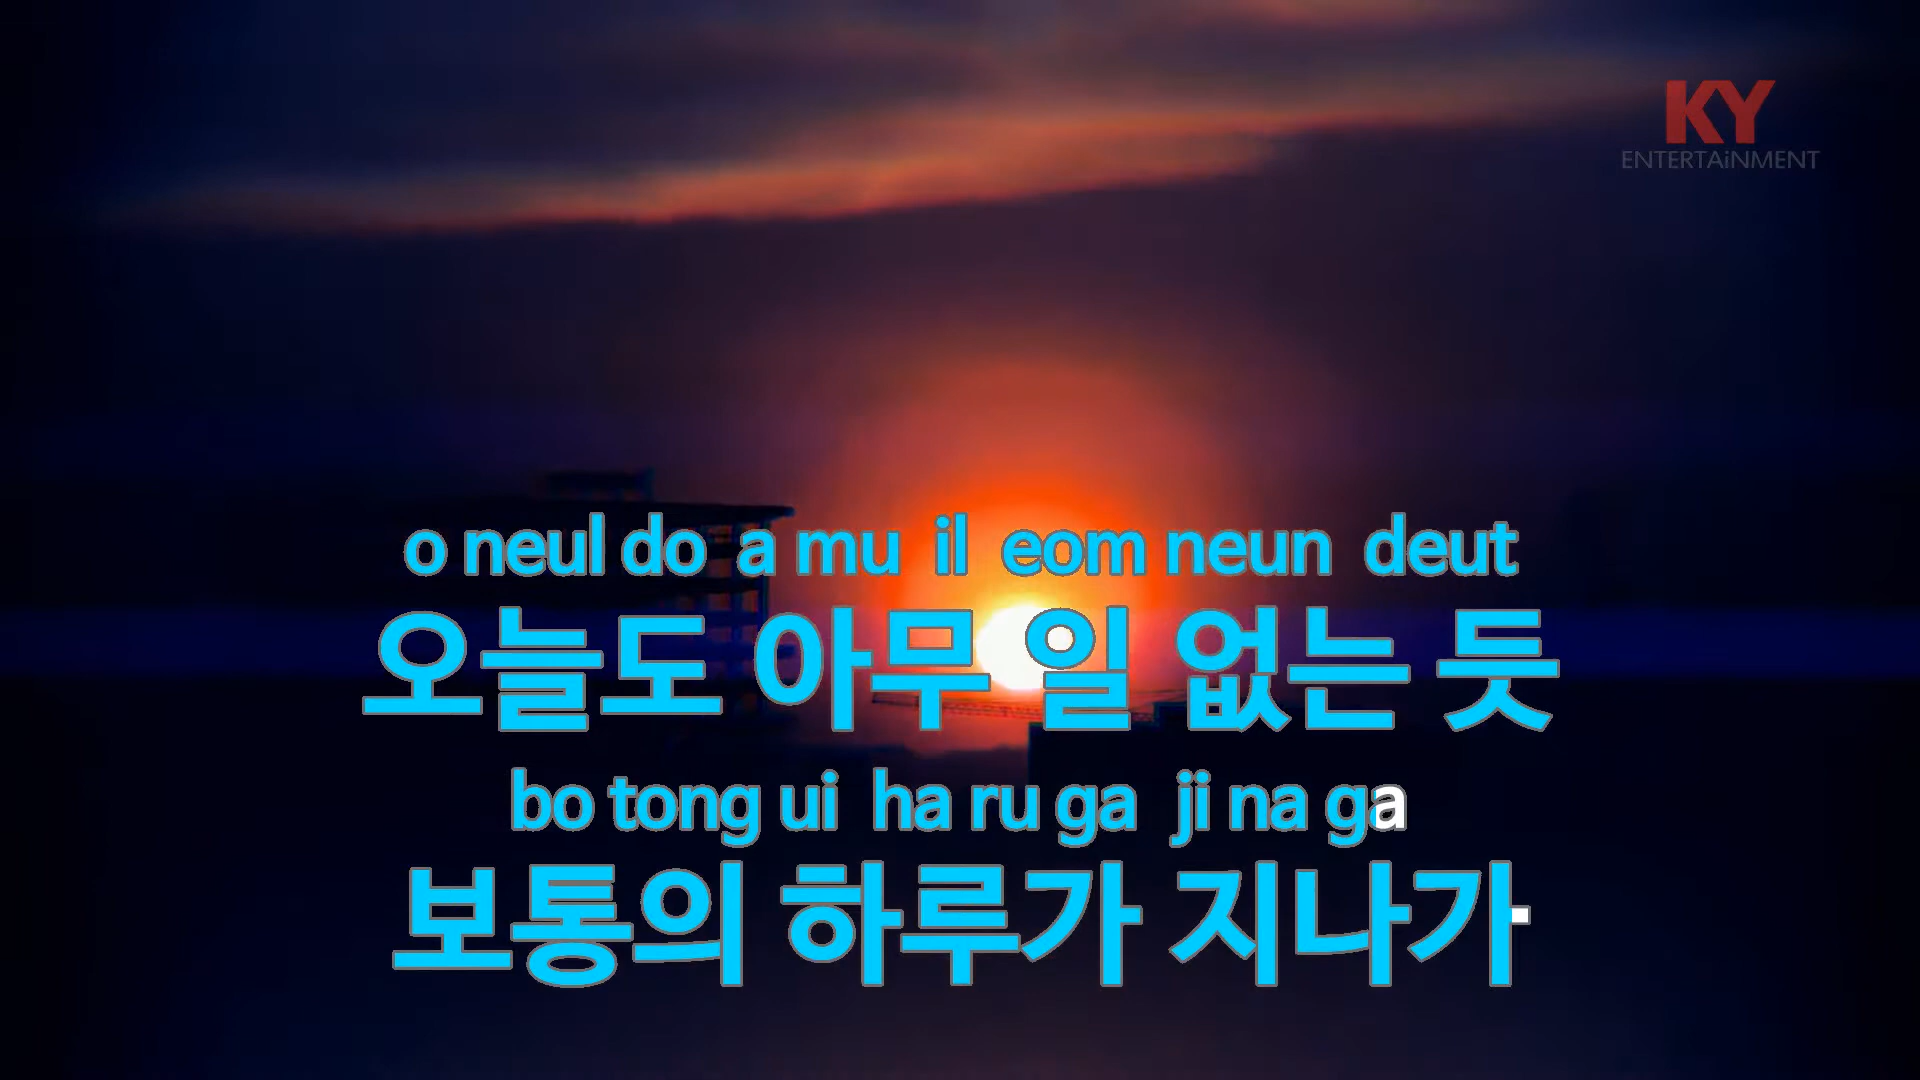 KY
ENTERTAiNMENT
o neul do a mu il eom neun deut
오늘도 아무 일 없는 듯
bo tong ui ha ru ga ji na ga
보통의 하루가 지나가